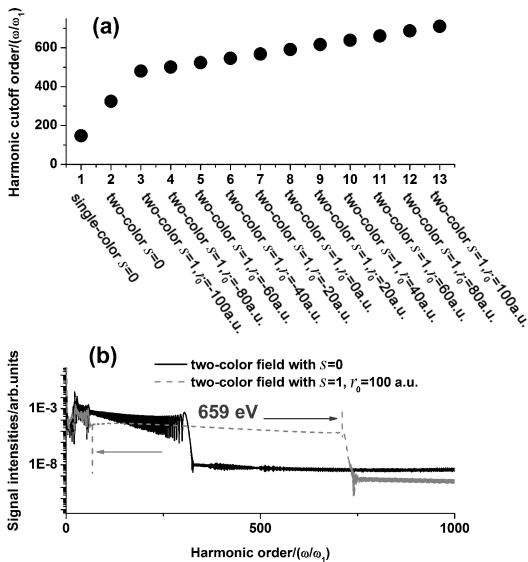 (a)
Harmonic cutoff order/(ω/ω₁)
600
400
200
0
1 2 3 4 5 6 7 8 9 10 11 12 13
single-color s=0
two-color s=0
two-color s=1,r₀=-100a.u.
two-color s=1,r₀=-80a.u.
two-color s=1,r₀=-60a.u.
two-color s=1,r₀=-40a.u.
two-color s=1,r₀=-20a.u.
two-color s=1,r₀=0a.u.
two-color s=1,r₀=20a.u.
two-color s=1,r₀=40a.u.
two-color s=1,r₀=60a.u.
two-color s=1,r₀=80a.u.
two-color s=1,r₀=100a.u.
(b)
two-color field with s=0
two-color field with s=1, r₀=100 a.u.
659 eV
Signal intensities/arb.units
1E-3
1E-8
0 250 500 750 1000
Harmonic order/(ω/ω₁)